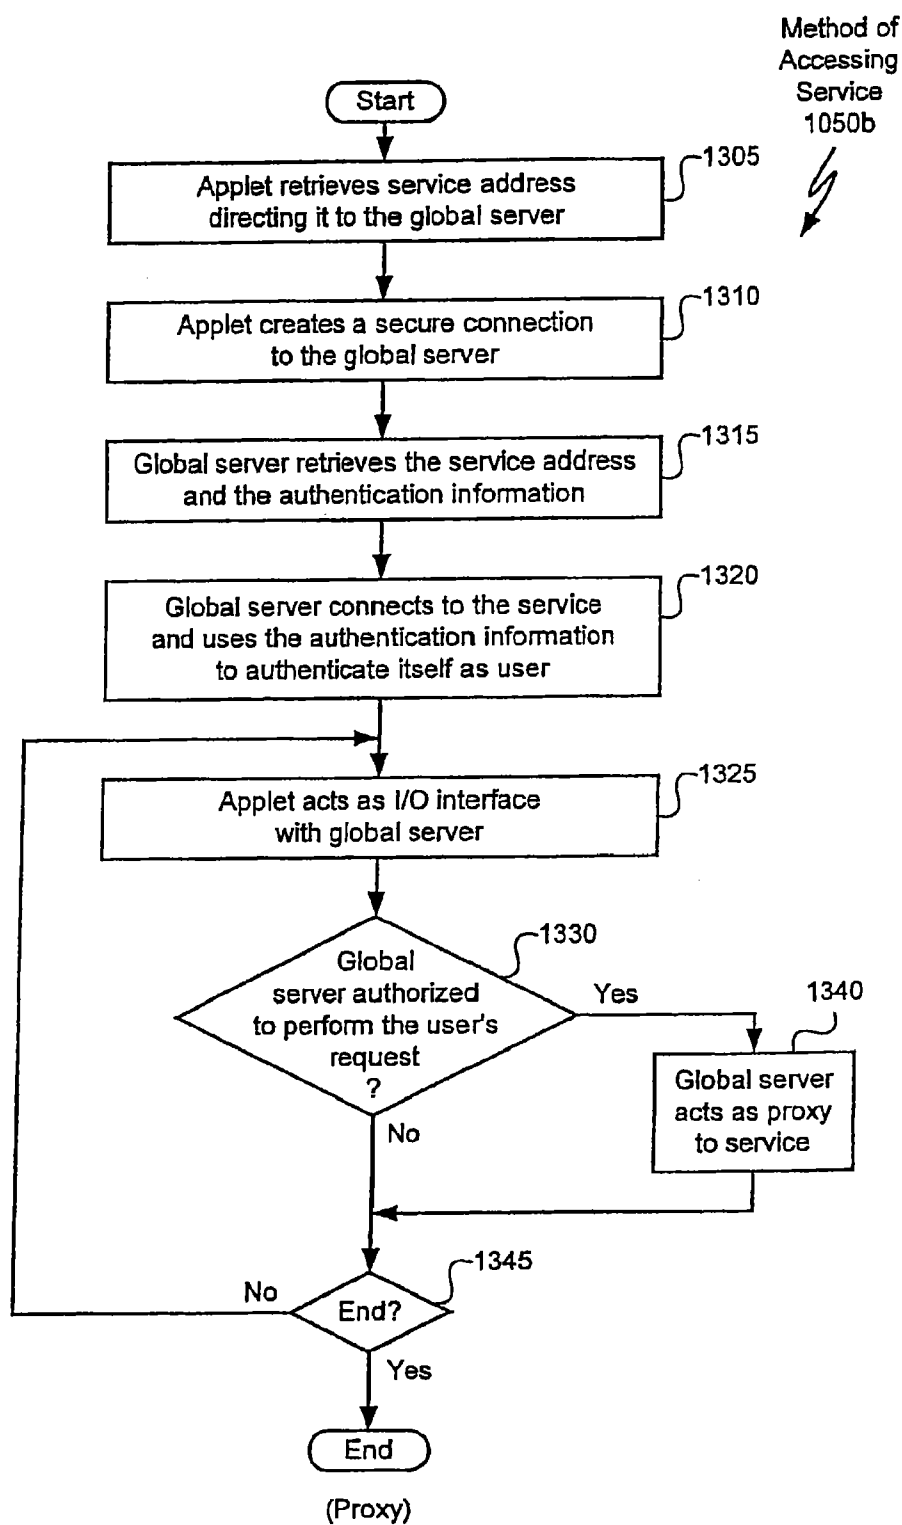 Method of
Accessing
Service
1050b
Start
1305
Applet retrieves service address
directing it to the global server
1310
Applet creates a secure connection
to the global server
1315
Global server retrieves the service address
and the authentication information
1320
Global server connects to the service
and uses the authentication information
to authenticate itself as user
1325
Applet acts as I/O interface
with global server
1330
Global
server authorized
to perform the user's
request
?
Yes
1340
Global server
acts as proxy
to service
No
1345
No
End?
Yes
End
(Proxy)